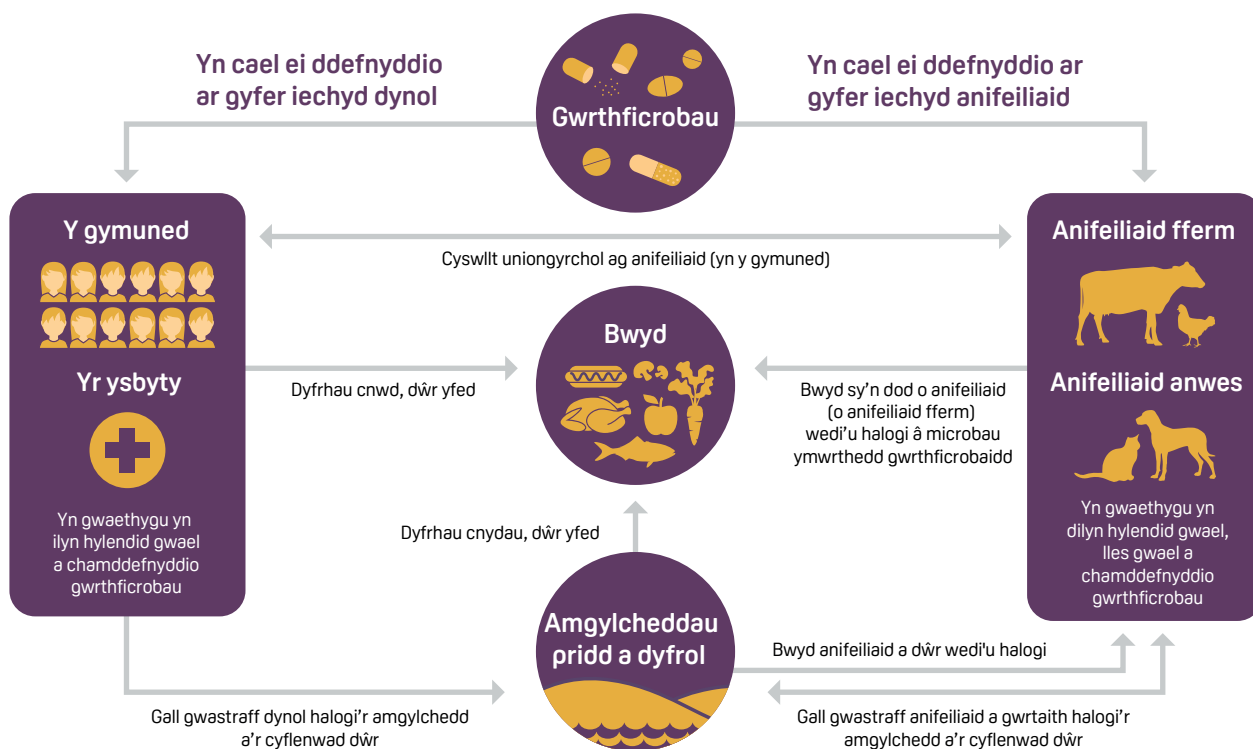 Yn cael ei ddefnyddio
ar gyfer iechyd dynol
Gwrthficrobau
Yn cael ei ddefnyddio ar
gyfer iechyd anifeiliaid
Y gymuned
Yr ysbyty
Yn gwaethygu yn
ilyn hylendid gwael
a chamddefnyddio
gwrthficrobau
Cyswllt uniongyrchol ag anifeiliaid (yn y gymuned)
Anifeiliaid fferm
Anifeiliaid anwes
Yn gwaethygu yn
dilyn hylendid gwael,
lles gwael a
chamddefnyddio
gwrthficrobau
Bwyd
Dyfrhau cnwd, dŵr yfed
Bwyd sy'n dod o anifeiliaid
(o anifeiliaid fferm)
wedi'u halogi â microbau
ymwrthedd gwrthficrobaidd
Dyfrhau cnydau, dŵr yfed
Amgylcheddau
pridd a dyfrol
Bwyd anifeiliaid a dŵr wedi'u halogi
Gall gwastraff dynol halogi'r amgylchedd
a'r cyflenwad dŵr
Gall gwastraff anifeiliaid a gwrtaith halogi'r
amgylchedd a'r cyflenwad dŵr